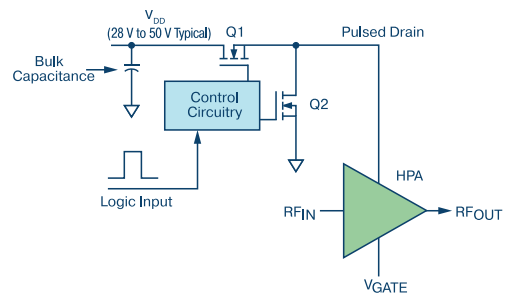 VDD
(28 V to 50 V Typical)
Q1
Pulsed Drain
Bulk
Capacitance
Control
Circuitry
Q2
Logic Input
HPA
RFIN
RFOUT
VGATE